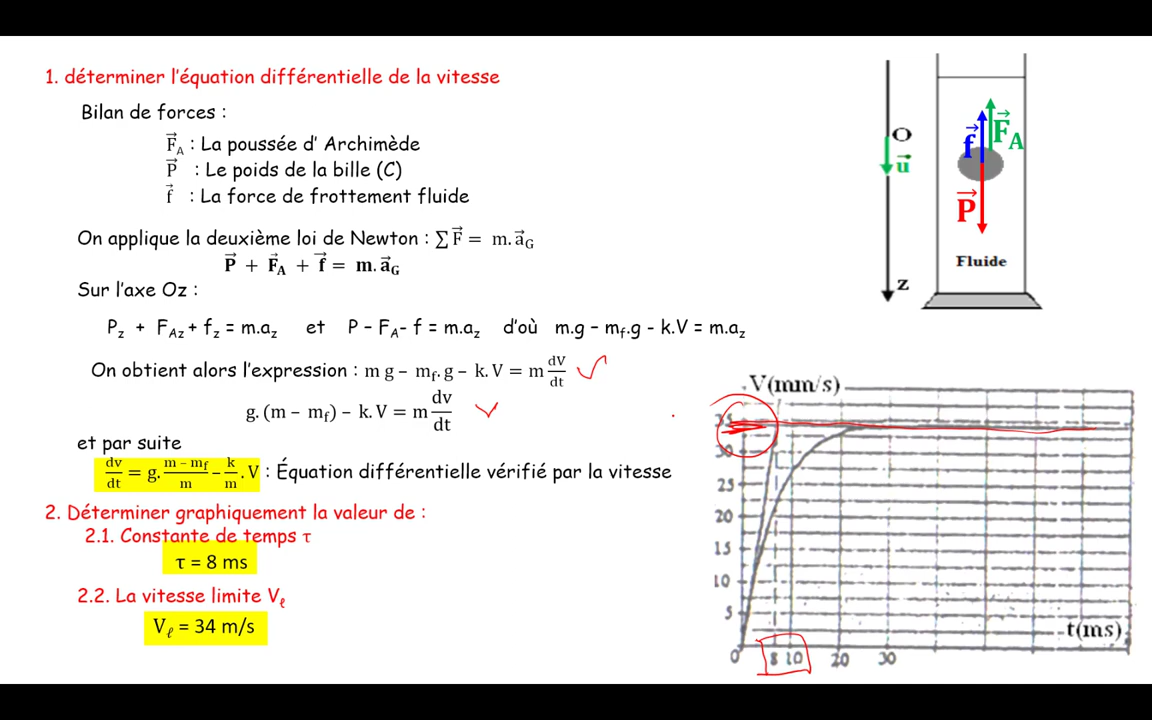 1. déterminer l'équation différentielle de la vitesse
Bilan de forces :
F⃗A : La poussée d' Archimède
P⃗ : Le poids de la bille (C)
f⃗ : La force de frottement fluide
On applique la deuxième loi de Newton : ∑F⃗ = m.a⃗G
P⃗ + F⃗A + f⃗ = m.a⃗G
Sur l'axe Oz :
Pz + FAz + fz = m.az et P – FA- f = m.az d'où m.g – mf.g - k.V = m.az
On obtient alors l'expression : m g – mf.g – k.V = m dV/dt
g. (m – mf) – k.V = m dv/dt
et par suite
dv/dt = g. (m – mf)/m – k/m .V : Équation différentielle vérifié par la vitesse
2. Déterminer graphiquement la valeur de :
2.1. Constante de temps τ
τ = 8 ms
2.2. La vitesse limite Vℓ
Vℓ = 34 m/s
O
u⃗
z
f⃗
F⃗A
P⃗
Fluide
V(mm/s)
35
30
25
20
15
10
5
t(ms)
0 8 10 20 30